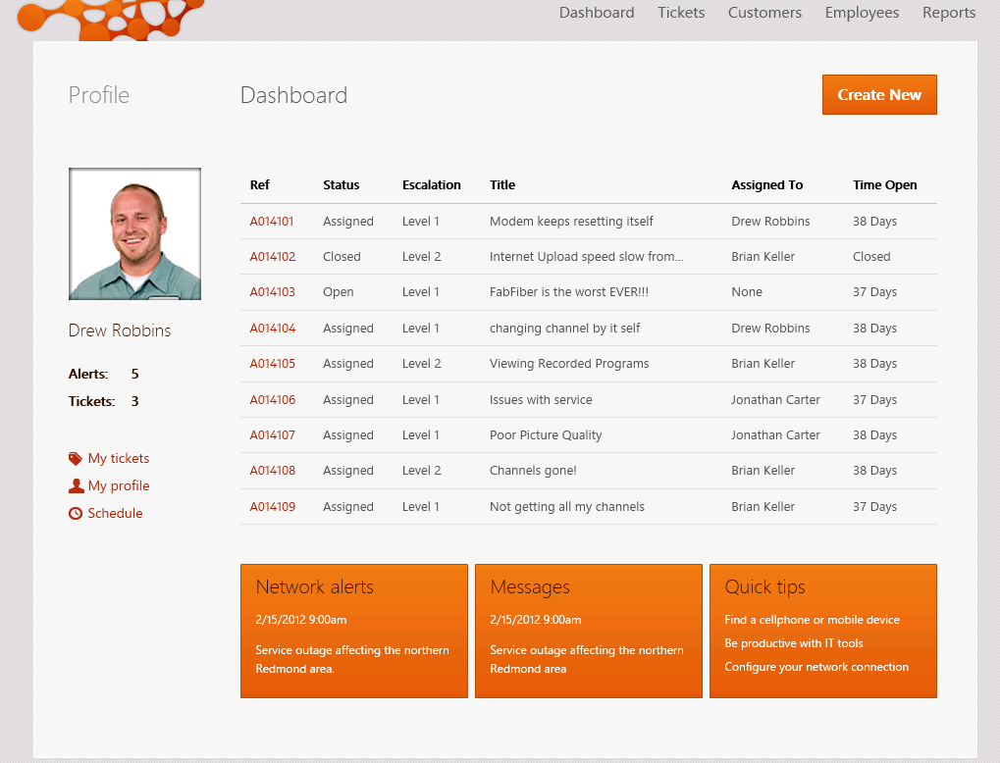 Dashboard Tickets Customers Employees Reports
Profile
Dashboard
Create New
Drew Robbins
Alerts: 5
Tickets: 3
My tickets
My profile
Schedule
Ref Status Escalation Title Assigned To Time Open
A014101 Assigned Level 1 Modem keeps resetting itself Drew Robbins 38 Days
A014102 Closed Level 2 Internet Upload speed slow from... Brian Keller Closed
A014103 Open Level 1 FabFiber is the worst EVER!!! None 37 Days
A014104 Assigned Level 1 changing channel by it self Drew Robbins 38 Days
A014105 Assigned Level 2 Viewing Recorded Programs Brian Keller 38 Days
A014106 Assigned Level 1 Issues with service Jonathan Carter 37 Days
A014107 Assigned Level 1 Poor Picture Quality Jonathan Carter 38 Days
A014108 Assigned Level 2 Channels gone! Brian Keller 38 Days
A014109 Assigned Level 1 Not getting all my channels Brian Keller 37 Days
Network alerts
2/15/2012 9:00am
Service outage affecting the northern
Redmond area.
Messages
2/15/2012 9:00am
Service outage affecting the northern
Redmond area
Quick tips
Find a cellphone or mobile device
Be productive with IT tools
Configure your network connection